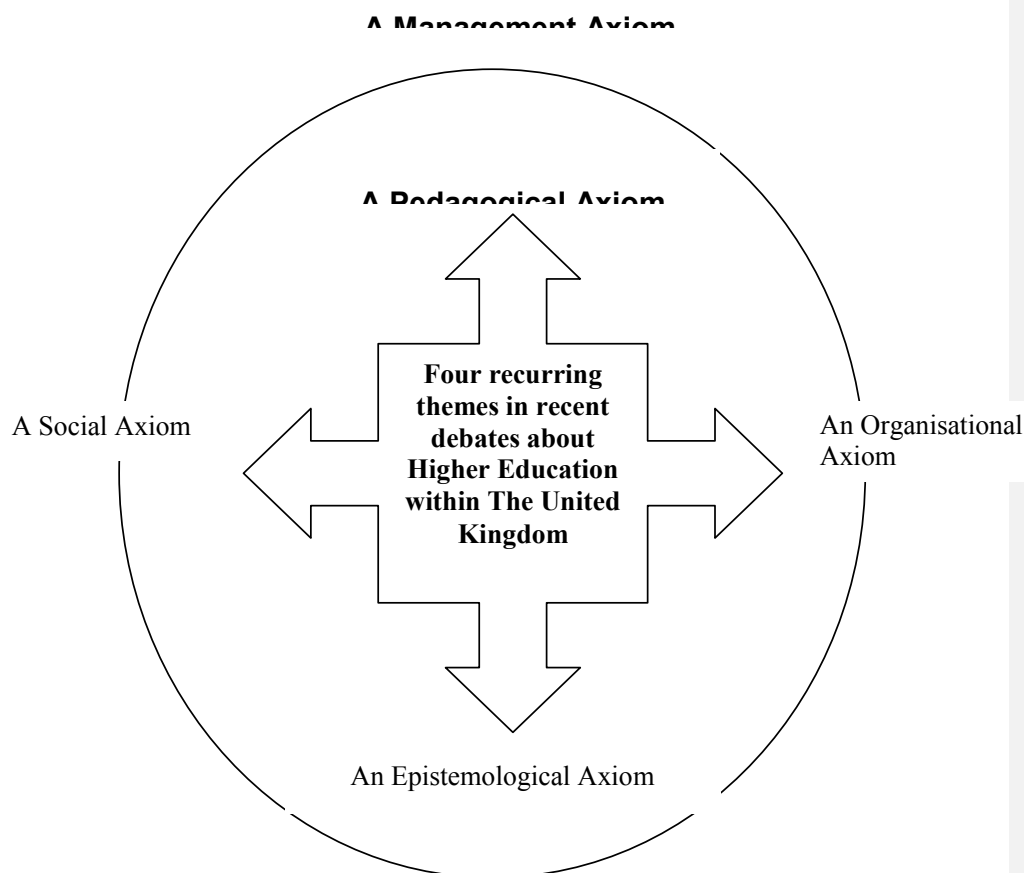 A Management Axiom
A Pedagogical Axiom
Four recurring
themes in recent
debates about
Higher Education
within The United
Kingdom
A Social Axiom
An Organisational
Axiom
An Epistemological Axiom